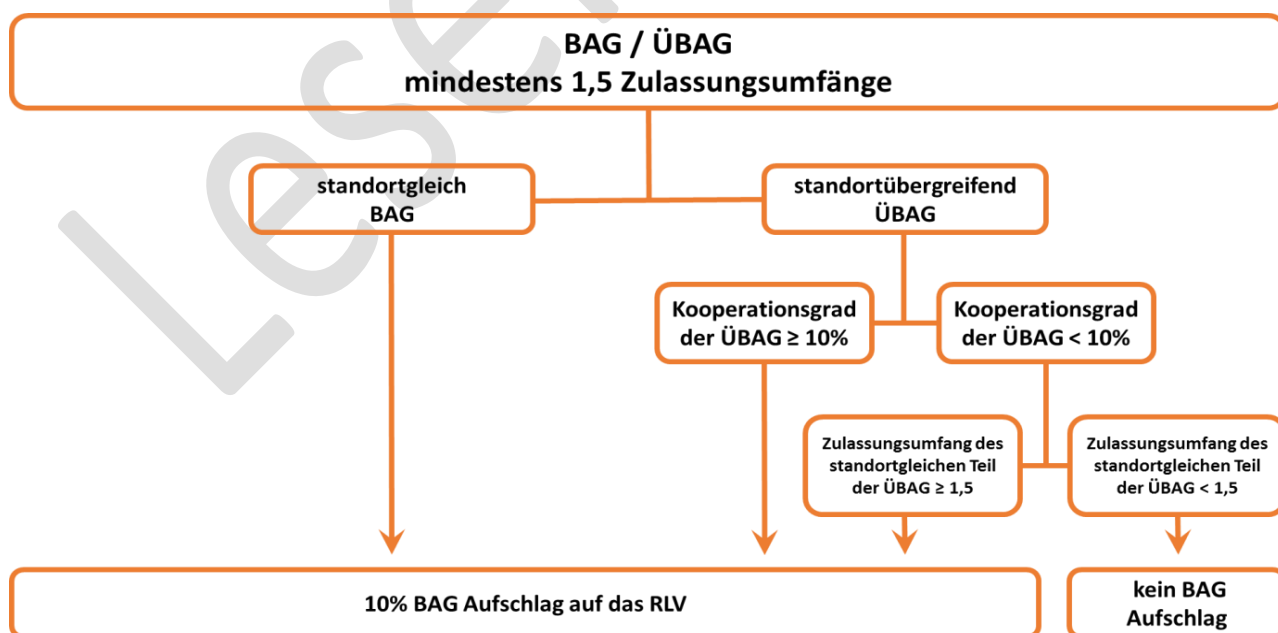 BAG / ÜBAG
mindestens 1,5 Zulassungsumfänge
standortgleich
BAG
standortübergreifend
ÜBAG
Kooperationsgrad
der ÜBAG ≥ 10%
Kooperationsgrad
der ÜBAG < 10%
Zulassungsumfang des
standortgleichen Teil
der ÜBAG ≥ 1,5
Zulassungsumfang des
standortgleichen Teil
der ÜBAG < 1,5
10% BAG Aufschlag auf das RLV
kein BAG
Aufschlag
Lese